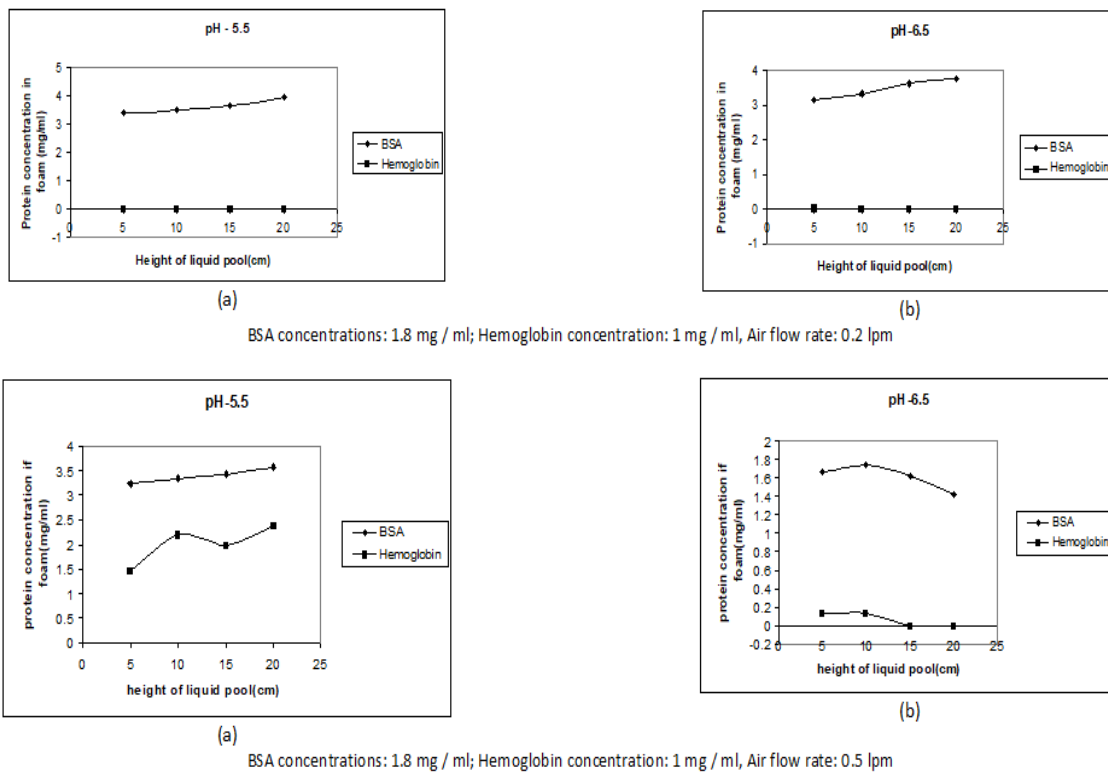 pH - 5.5
Protein concentration in
foam (mg/ml)
5
4
3
2
1
0
-1
0 5 10 15 20 25
Height of liquid pool(cm)
BSA
Hemoglobin
(a)
pH-6.5
Protein concentration in
foam (mg/ml)
4
3
2
1
0
-1
0 5 10 15 20 25
Height of liquid pool(cm)
BSA
Hemoglobin
(b)
BSA concentrations: 1.8 mg / ml; Hemoglobin concentration: 1 mg / ml, Air flow rate: 0.2 lpm
pH-5.5
protein concentration if
foam(mg/ml)
4
3.5
3
2.5
2
1.5
1
0.5
0
0 5 10 15 20 25
height of liquid pool(cm)
BSA
Hemoglobin
(a)
pH-6.5
protein concentration if
foam(mg/ml)
2
1.8
1.6
1.4
1.2
1
0.8
0.6
0.4
0.2
0
-0.2
0 5 10 15 20 25
height of liquid pool(cm)
BSA
Hemoglobin
(b)
BSA concentrations: 1.8 mg / ml; Hemoglobin concentration: 1 mg / ml, Air flow rate: 0.5 lpm